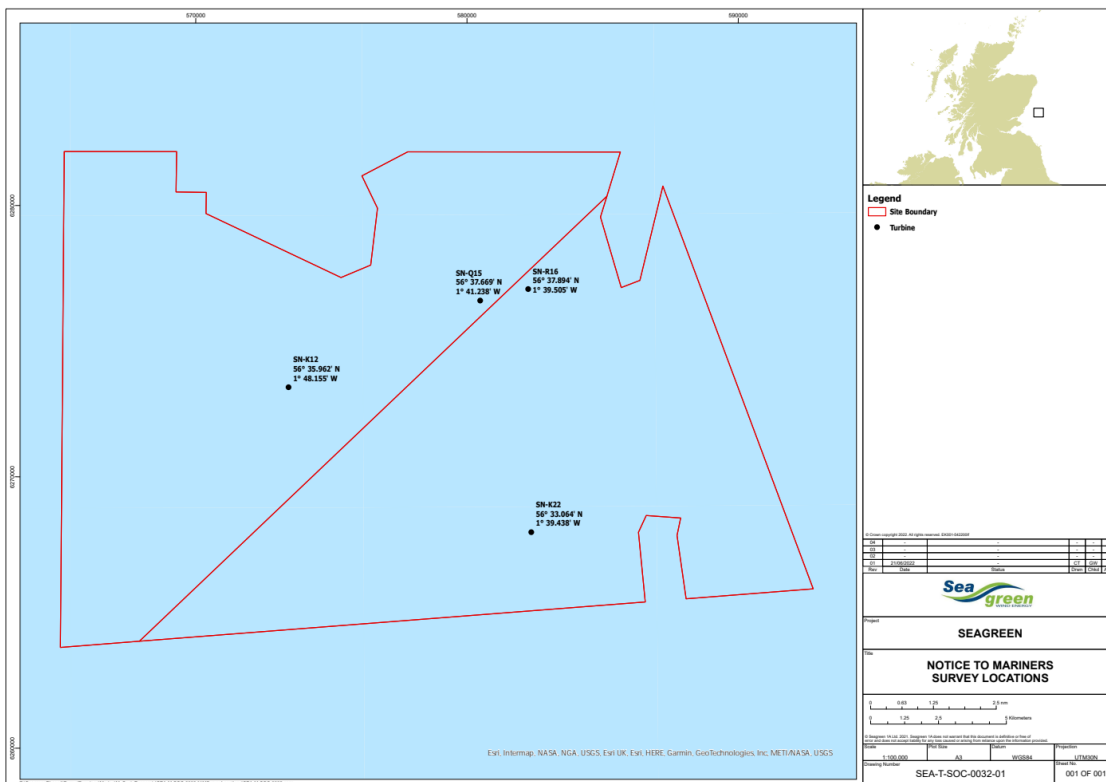 570000
580000
590000
6280000
6270000
6260000
SN-Q15
56° 37.669' N
1° 41.238' W
SN-R16
56° 37.894' N
1° 39.505' W
SN-K12
56° 35.962' N
1° 48.155' W
SN-K22
56° 33.064' N
1° 39.438' W
Esri, Intermap, NASA, NGA, USGS; Esri UK, Esri, HERE, Garmin, GeoTechnologies, Inc; METI/NASA, USGS
Legend
Site Boundary
Turbine
04 - - - -
03 - - - -
02 - - - -
01 21/06/2022 - CT GW
Rev Date Status Drwn Chkd
Sea
green
WIND ENERGY
Project
SEAGREEN
Title
NOTICE TO MARINERS
SURVEY LOCATIONS
0 0.63 1.25 2.5 nm
0 1.25 2.5 5 Kilometers
Scale Plot Size Datum Projection
1:100,000 A3 WGS84 UTM30N
Drawing Number Sheet No.
SEA-T-SOC-0032-01 001 OF 001